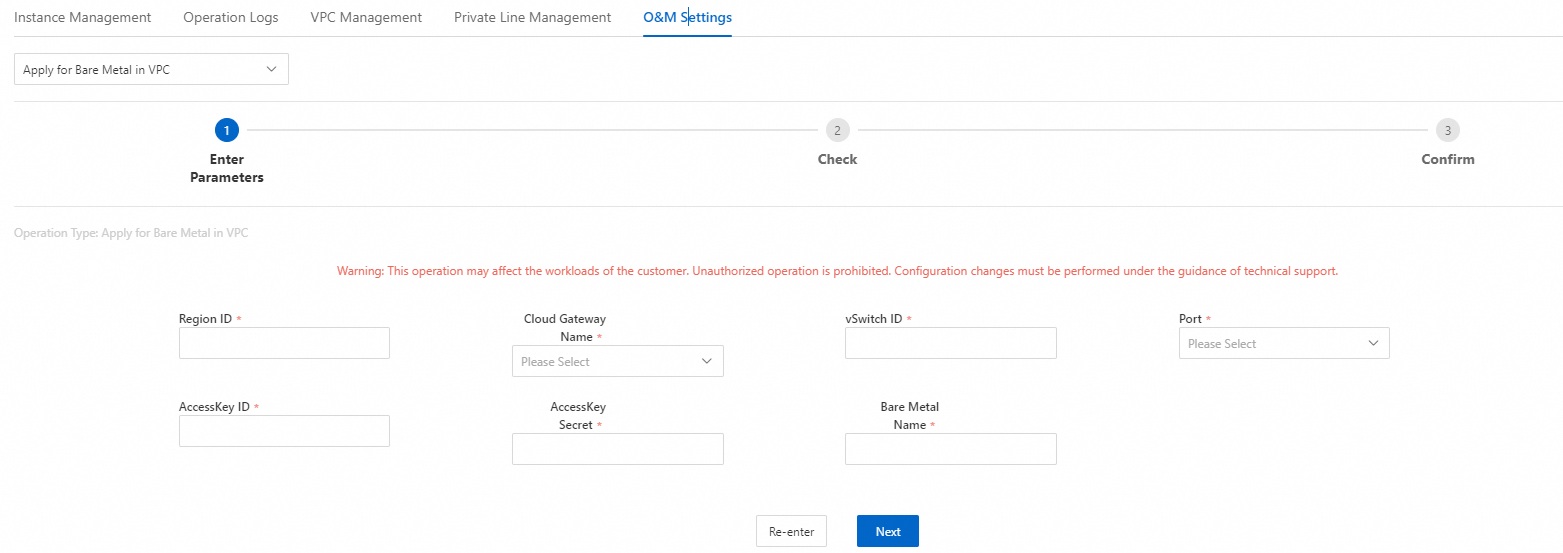 Instance Management Operation Logs VPC Management Private Line Management O&M Settings
Apply for Bare Metal in VPC
1 2 3
Enter Check Confirm
Parameters
Operation Type: Apply for Bare Metal in VPC
Warning: This operation may affect the workloads of the customer. Unauthorized operation is prohibited. Configuration changes must be performed under the guidance of technical support.
Region ID *
Cloud Gateway
Name *
Please Select
vSwitch ID *
Port *
Please Select
AccessKey ID *
AccessKey
Secret *
Bare Metal
Name *
Re-enter Next